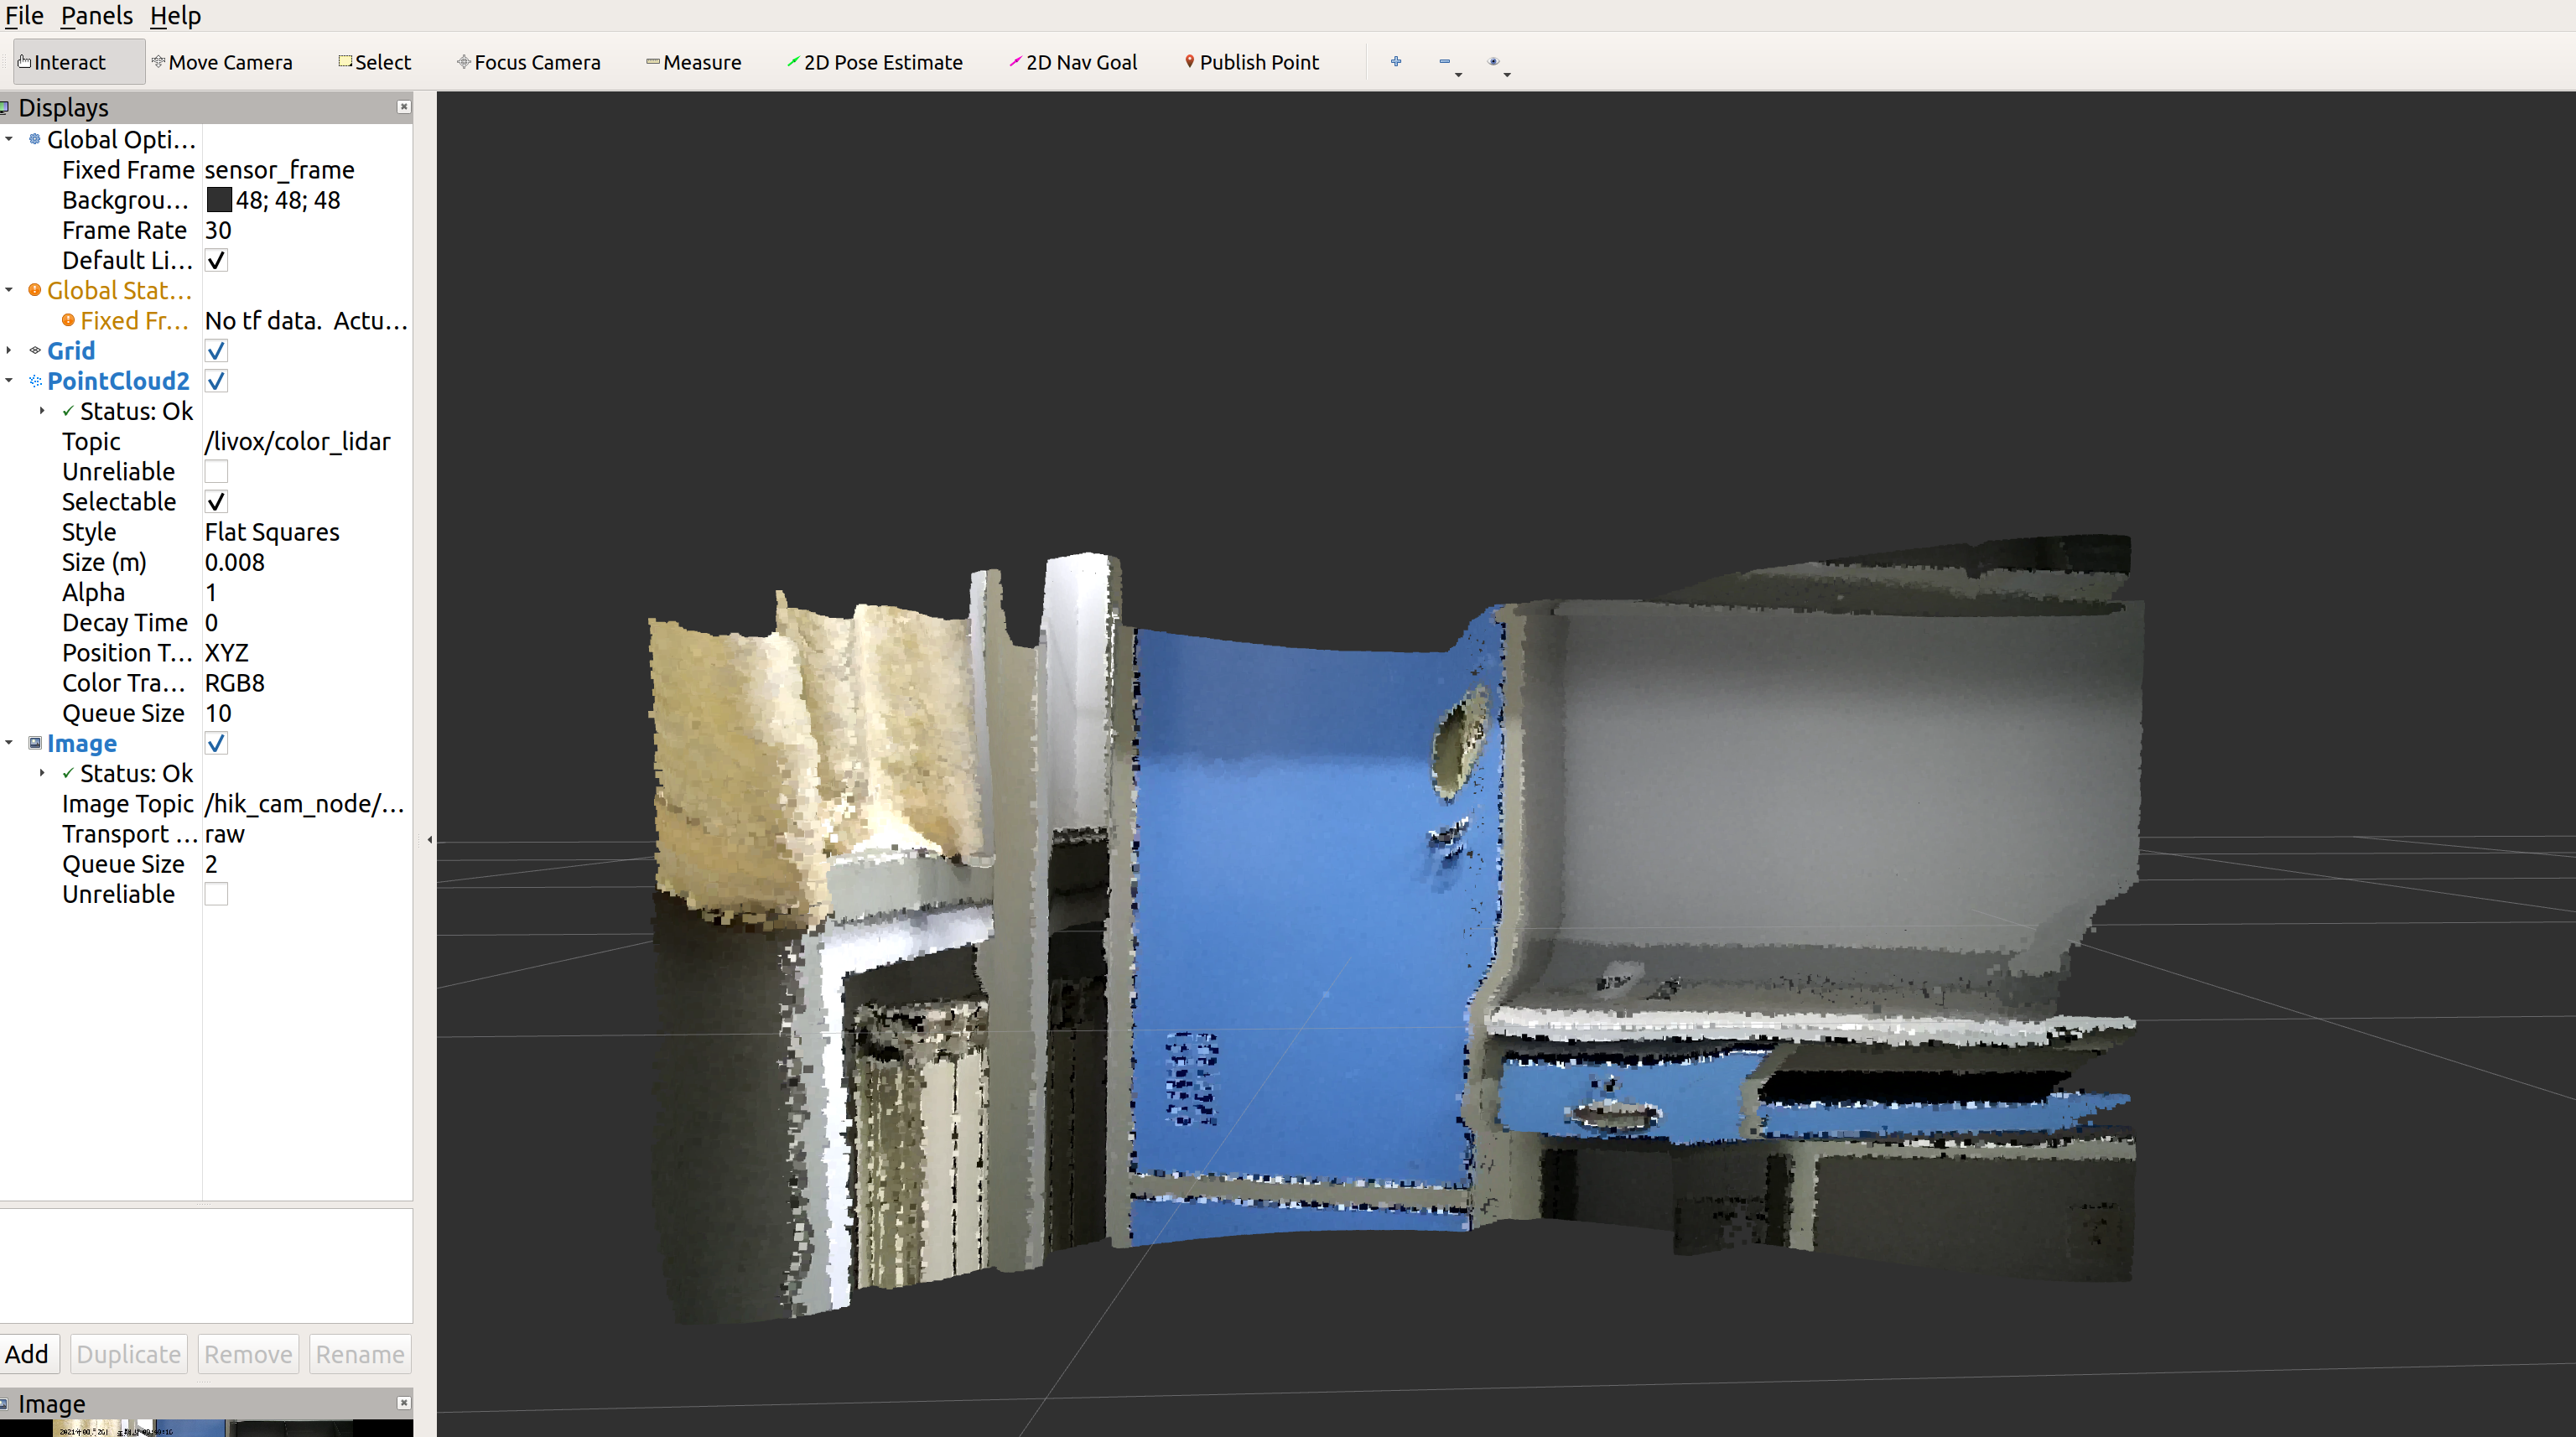 File Panels Help
Interact Move Camera Select Focus Camera Measure 2D Pose Estimate 2D Nav Goal Publish Point
Displays
Global Opti...
Fixed Frame sensor_frame
Backgrou... 48; 48; 48
Frame Rate 30
Default Li...
Global Stat...
Fixed Fr... No tf data.  Actu...
Grid
PointCloud2
Status: Ok
Topic /livox/color_lidar
Unreliable
Selectable
Style Flat Squares
Size (m) 0.008
Alpha 1
Decay Time 0
Position T... XYZ
Color Tra... RGB8
Queue Size 10
Image
Status: Ok
Image Topic /hik_cam_node/...
Transport ... raw
Queue Size 2
Unreliable
Add Duplicate Remove Rename
Image